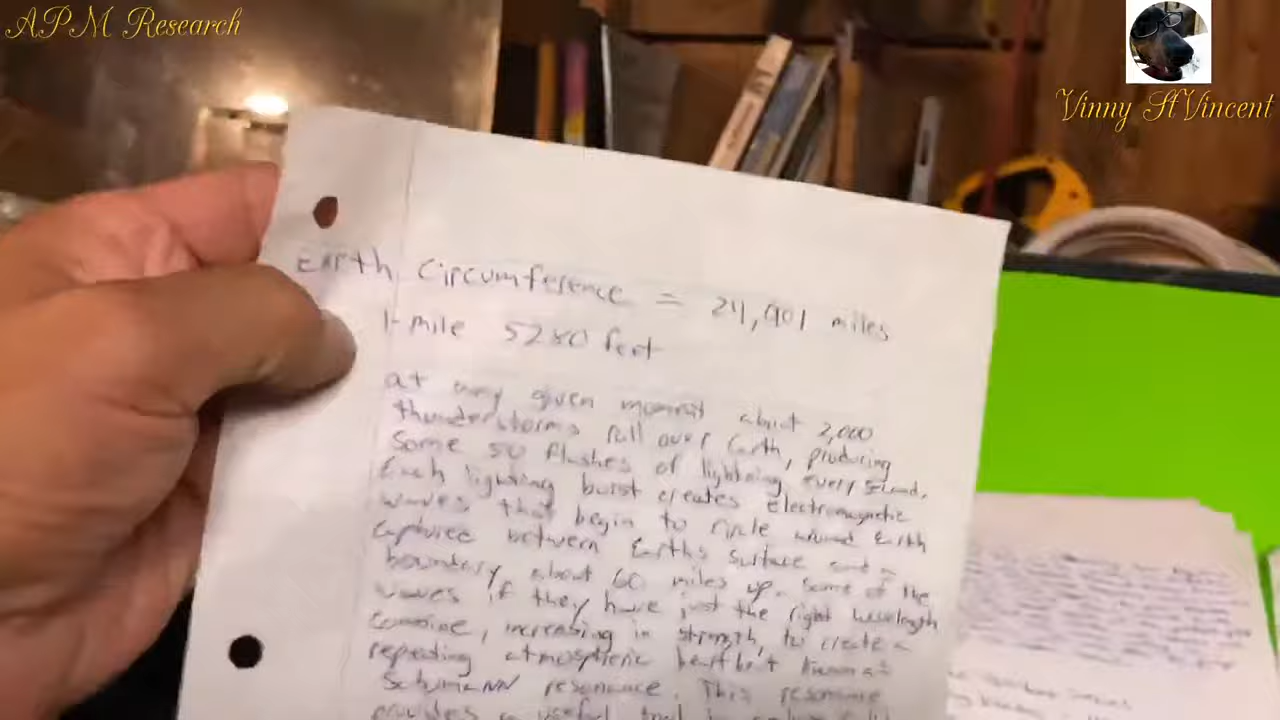 APM Research
Vinny StVincent
Earth Circumference = 24,901 miles
1-mile 5280 feet
at any given moment about 2,000
thunderstorms roll over Earth, producing
Some 50 flashes of lightning every second.
Each lightning burst creates electromagnetic
waves that begin to circle around Earth
between Earths surface and a
boundary about 60 miles up. Some of the
waves if they have just the right wavelength
combine, increasing in strength, to create a
repeating atmospheric heartbeat known as
Schumann resonance. This resonance
provides a useful tool